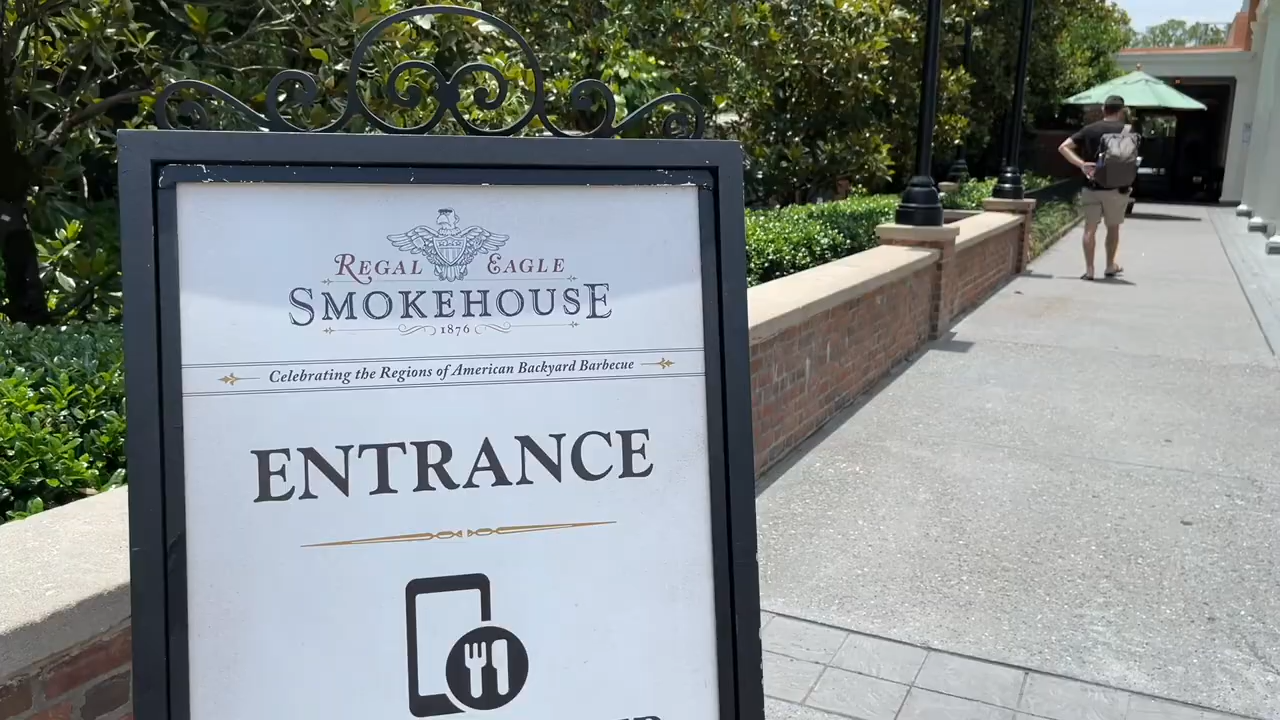 REGAL EAGLE
SMOKEHOUSE
1876
Celebrating the Regions of American Backyard Barbecue
ENTRANCE